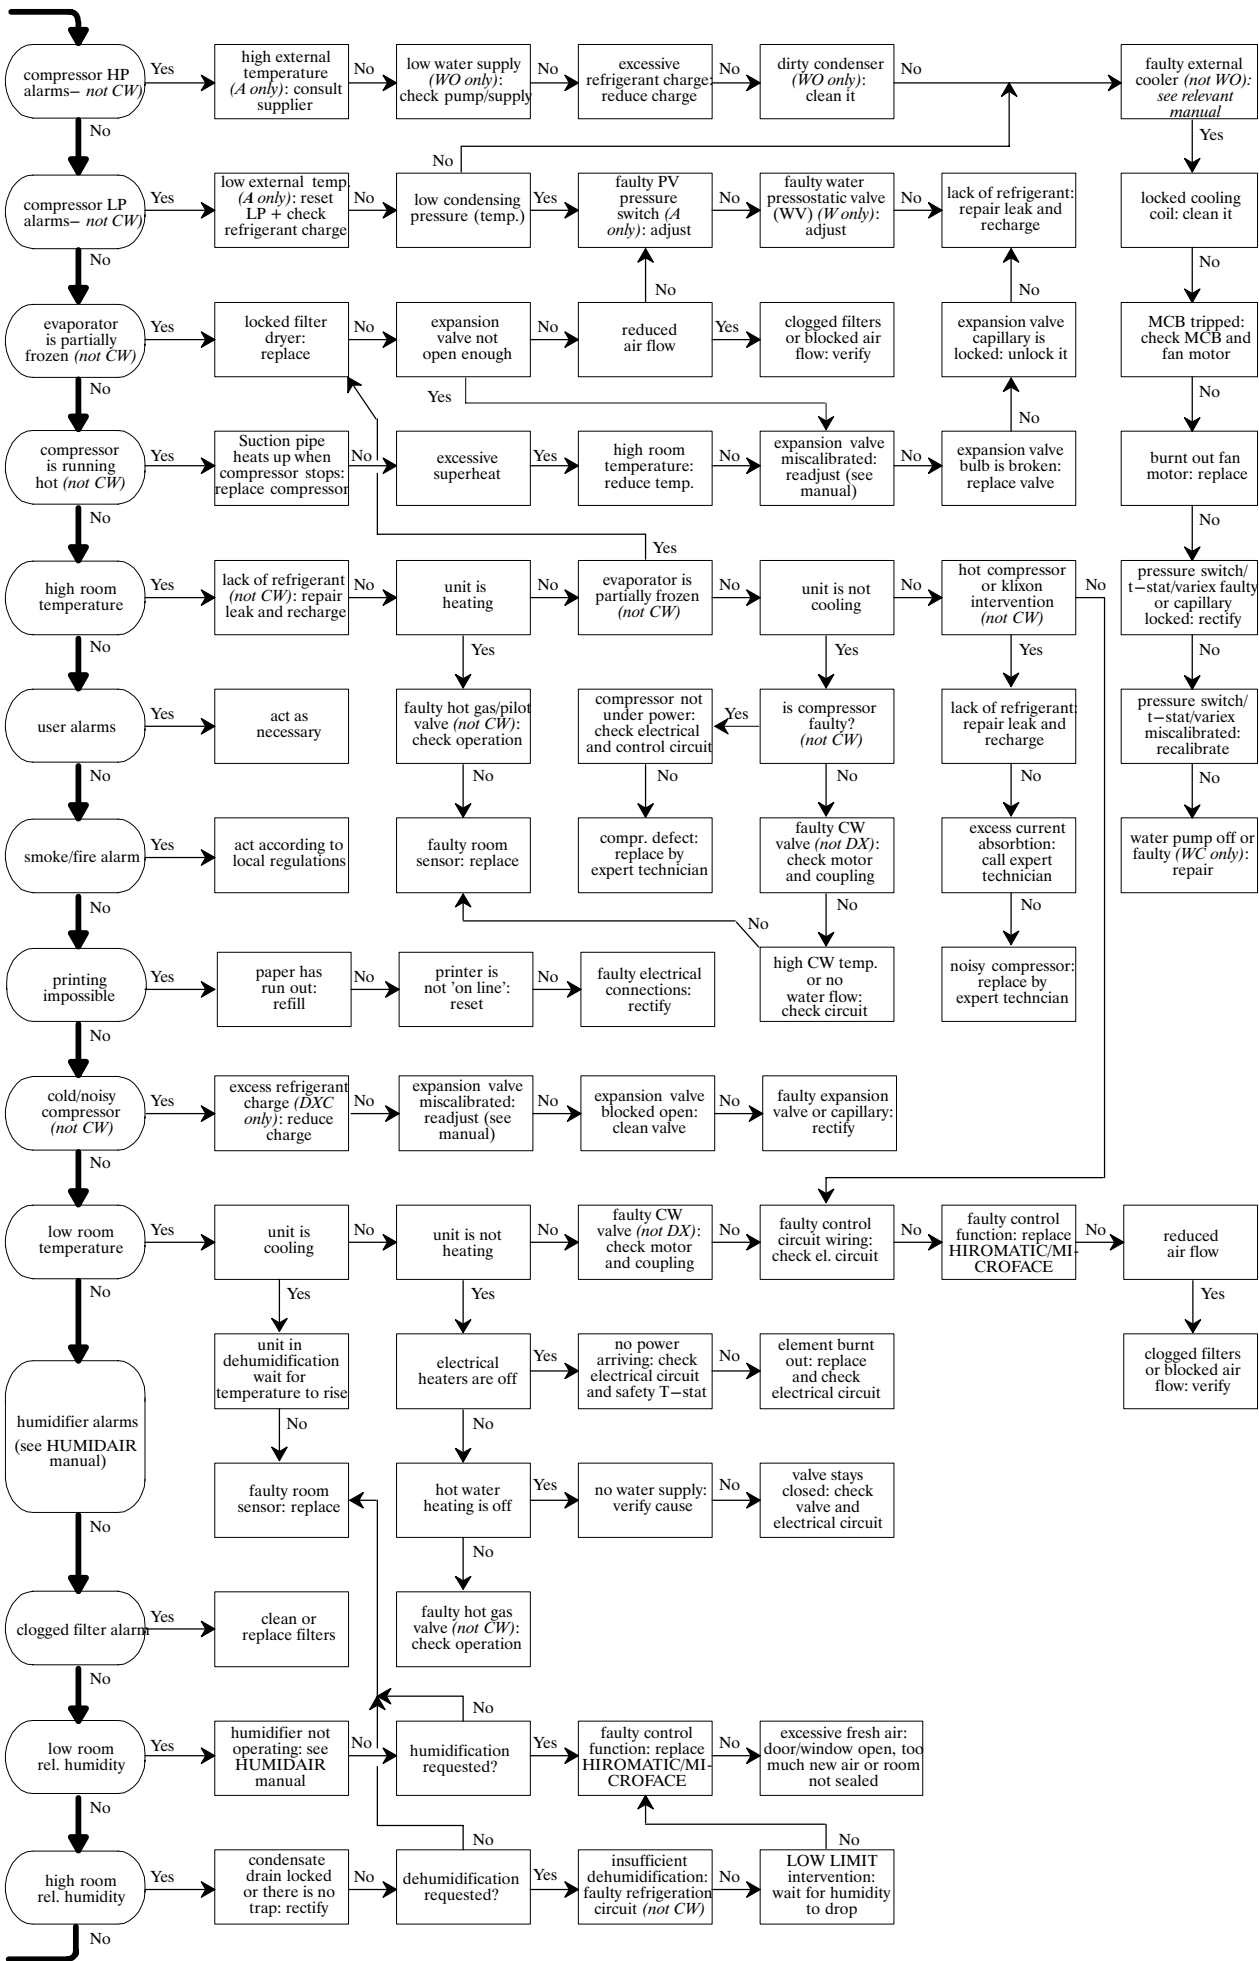 compressor HP
alarms– not CW)
Yes
high external
temperature
(A only): consult
supplier
No
low water supply
(WO only):
check pump/supply
No
excessive
refrigerant charge:
reduce charge
No
dirty condenser
(WO only):
clean it
No
faulty external
cooler (not WO):
see relevant
manual
No
Yes
No
compressor LP
alarms– not CW)
Yes
low external temp.
(A only): reset
LP + check
refrigerant charge
No
low condensing
pressure (temp.)
Yes
faulty PV
pressure
switch (A
only): adjust
No
faulty water
pressostatic valve
(WV) (W only):
adjust
No
lack of refrigerant:
repair leak and
recharge
locked cooling
coil: clean it
No
No
No
No
evaporator
is partially
frozen (not CW)
Yes
locked filter
dryer:
replace
No
expansion
valve not
open enough
No
reduced
air flow
Yes
clogged filters
or blocked air
flow: verify
expansion valve
capillary is
locked: unlock it
MCB tripped:
check MCB and
fan motor
No
Yes
No
No
compressor
is running
hot (not CW)
Yes
Suction pipe
heats up when
compressor stops:
replace compressor
No
excessive
superheat
Yes
high room
temperature:
reduce temp.
No
expansion valve
miscalibrated:
readjust (see
manual)
No
expansion valve
bulb is broken:
replace valve
burnt out fan
motor: replace
No
Yes
No
high room
temperature
Yes
lack of refrigerant
(not CW): repair
leak and recharge
No
unit is
heating
No
evaporator is
partially frozen
(not CW)
No
unit is not
cooling
No
hot compressor
or klixon
intervention
(not CW)
No
pressure switch/
t–stat/variex faulty
or capillary
locked: rectify
No
Yes
Yes
Yes
No
user alarms
Yes
act as
necessary
faulty hot gas/pilot
valve (not CW):
check operation
compressor not
under power:
check electrical
and control circuit
Yes
is compressor
faulty?
(not CW)
lack of refrigerant:
repair leak and
recharge
pressure switch/
t–stat/variex
miscalibrated:
recalibrate
No
No
No
No
No
No
smoke/fire alarm
Yes
act according to
local regulations
faulty room
sensor: replace
compr. defect:
replace by
expert technician
faulty CW
valve (not DX):
check motor
and coupling
excess current
absorbtion:
call expert
technician
water pump off or
faulty (WC only):
repair
No
No
No
No
printing
impossible
Yes
paper has
run out:
refill
No
printer is
not 'on line':
reset
No
faulty electrical
connections:
rectify
high CW temp.
or no
water flow:
check circuit
noisy compressor:
replace by
expert techncian
No
cold/noisy
compressor
(not CW)
Yes
excess refrigerant
charge (DXC
only): reduce
charge
No
expansion valve
miscalibrated:
readjust (see
manual)
No
expansion valve
blocked open:
clean valve
No
faulty expansion
valve or capillary:
rectify
No
low room
temperature
Yes
unit is
cooling
No
unit is not
heating
No
faulty CW
valve (not DX):
check motor
and coupling
No
faulty control
circuit wiring:
check el. circuit
No
faulty control
function: replace
HIROMATIC/MI-
CROFACE
No
reduced
air flow
No
Yes
Yes
Yes
unit in
dehumidification
wait for
temperature to rise
electrical
heaters are off
Yes
no power
arriving: check
electrical circuit
and safety T–stat
No
element burnt
out: replace
and check
electrical circuit
clogged filters
or blocked air
flow: verify
humidifier alarms
(see HUMIDAIR
manual)
No
No
faulty room
sensor: replace
hot water
heating is off
Yes
no water supply:
verify cause
No
valve stays
closed: check
valve and
electrical circuit
No
No
clogged filter alarm
Yes
clean or
replace filters
faulty hot gas
valve (not CW):
check operation
No
No
low room
rel. humidity
Yes
humidifier not
operating: see
HUMIDAIR
manual
No
humidification
requested?
Yes
faulty control
function: replace
HIROMATIC/MI-
CROFACE
No
excessive fresh air:
door/window open, too
much new air or room
not sealed
No
No
No
high room
rel. humidity
Yes
condensate
drain locked
or there is no
trap: rectify
No
dehumidification
requested?
Yes
insufficient
dehumidification:
faulty refrigeration
circuit (not CW)
No
LOW LIMIT
intervention:
wait for humidity
to drop
No